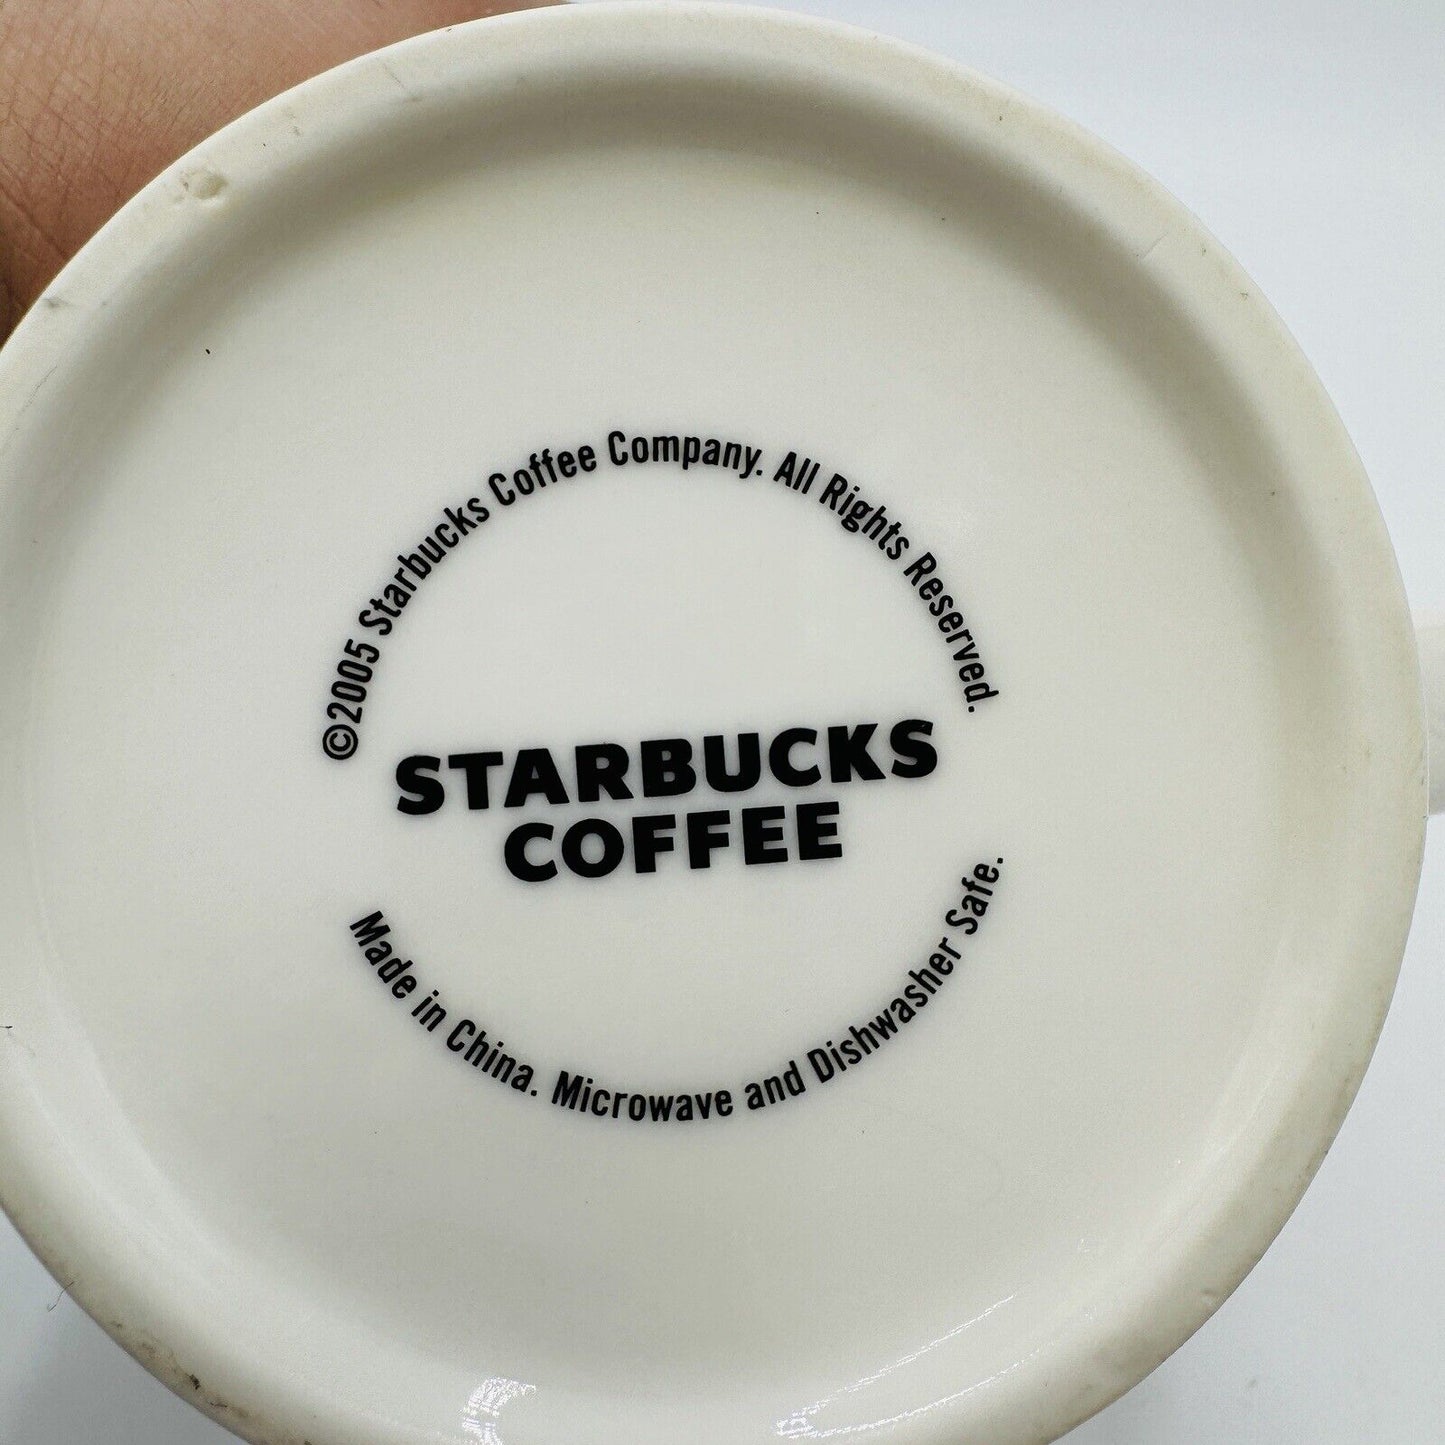 ©2005 Starbucks Coffee Company. All Rights Reserved.
STARBUCKS
COFFEE
Made in China. Microwave and Dishwasher Safe.